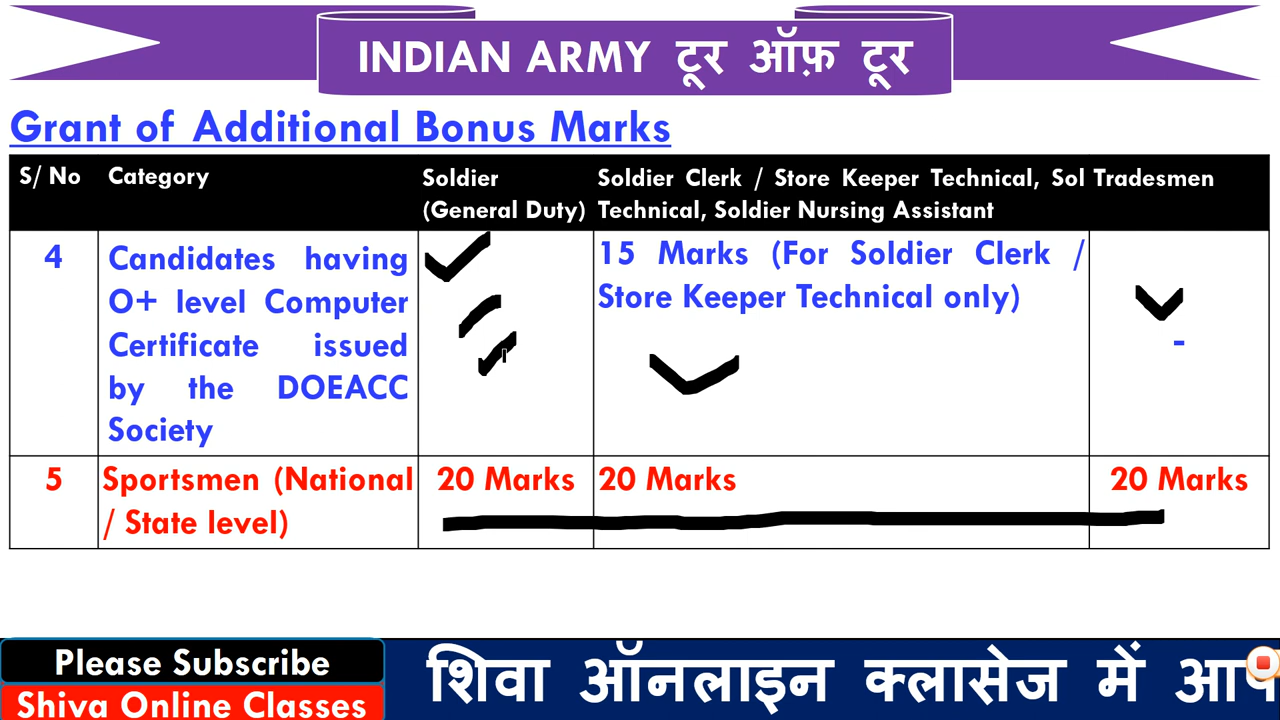 INDIAN ARMY टूर ऑफ़ टूर
Grant of Additional Bonus Marks
S/ No Category Soldier (General Duty) Soldier Clerk / Store Keeper Technical, Sol Technical, Soldier Nursing Assistant Tradesmen
4 Candidates having O+ level Computer Certificate issued by the DOEACC Society 15 Marks (For Soldier Clerk / Store Keeper Technical only) -
5 Sportsmen (National / State level) 20 Marks 20 Marks 20 Marks
Please Subscribe
Shiva Online Classes
शिवा ऑनलाइन क्लासेज में आप